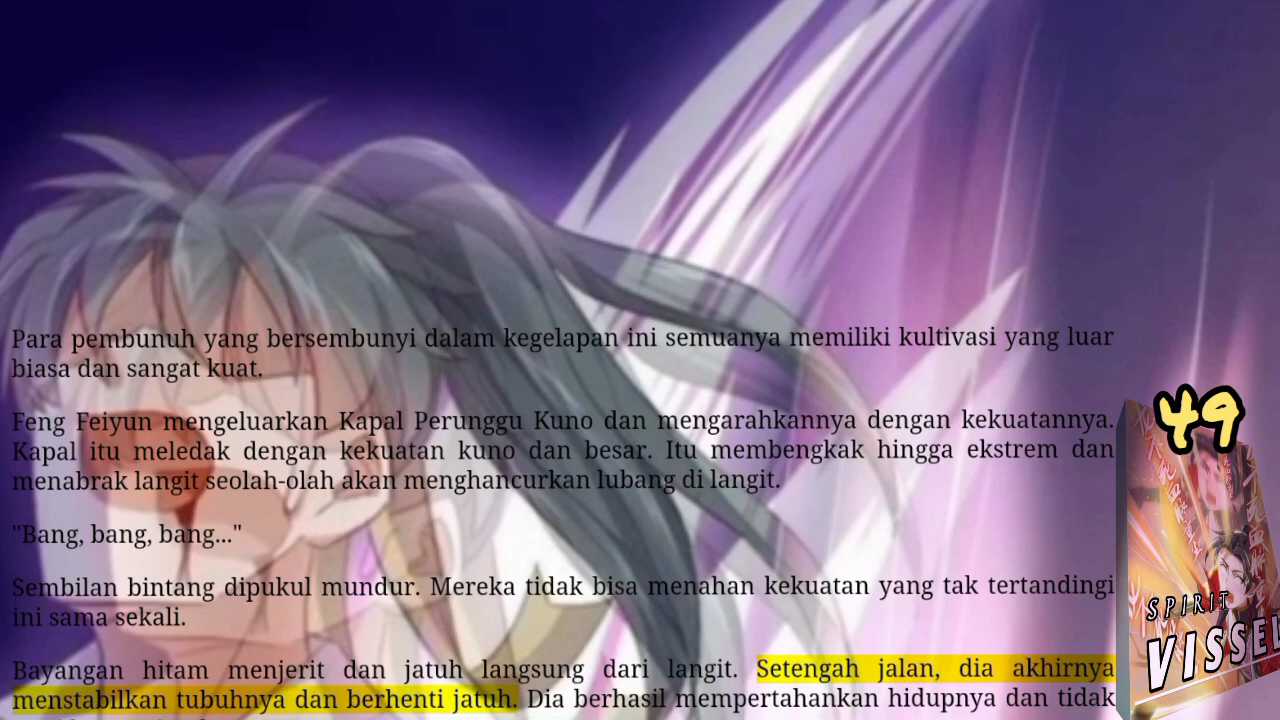 Para pembunuh yang bersembunyi dalam kegelapan ini semuanya memiliki kultivasi yang luar
biasa dan sangat kuat.
Feng Feiyun mengeluarkan Kapal Perunggu Kuno dan mengarahkannya dengan kekuatannya.
Kapal itu meledak dengan kekuatan kuno dan besar. Itu membengkak hingga ekstrem dan
menabrak langit seolah-olah akan menghancurkan lubang di langit.
"Bang, bang, bang..."
Sembilan bintang dipukul mundur. Mereka tidak bisa menahan kekuatan yang tak tertandingi
ini sama sekali.
Bayangan hitam menjerit dan jatuh langsung dari langit. Setengah jalan, dia akhirnya
menstabilkan tubuhnya dan berhenti jatuh. Dia berhasil mempertahankan hidupnya dan tidak
49
SPIRIT
VISSEL